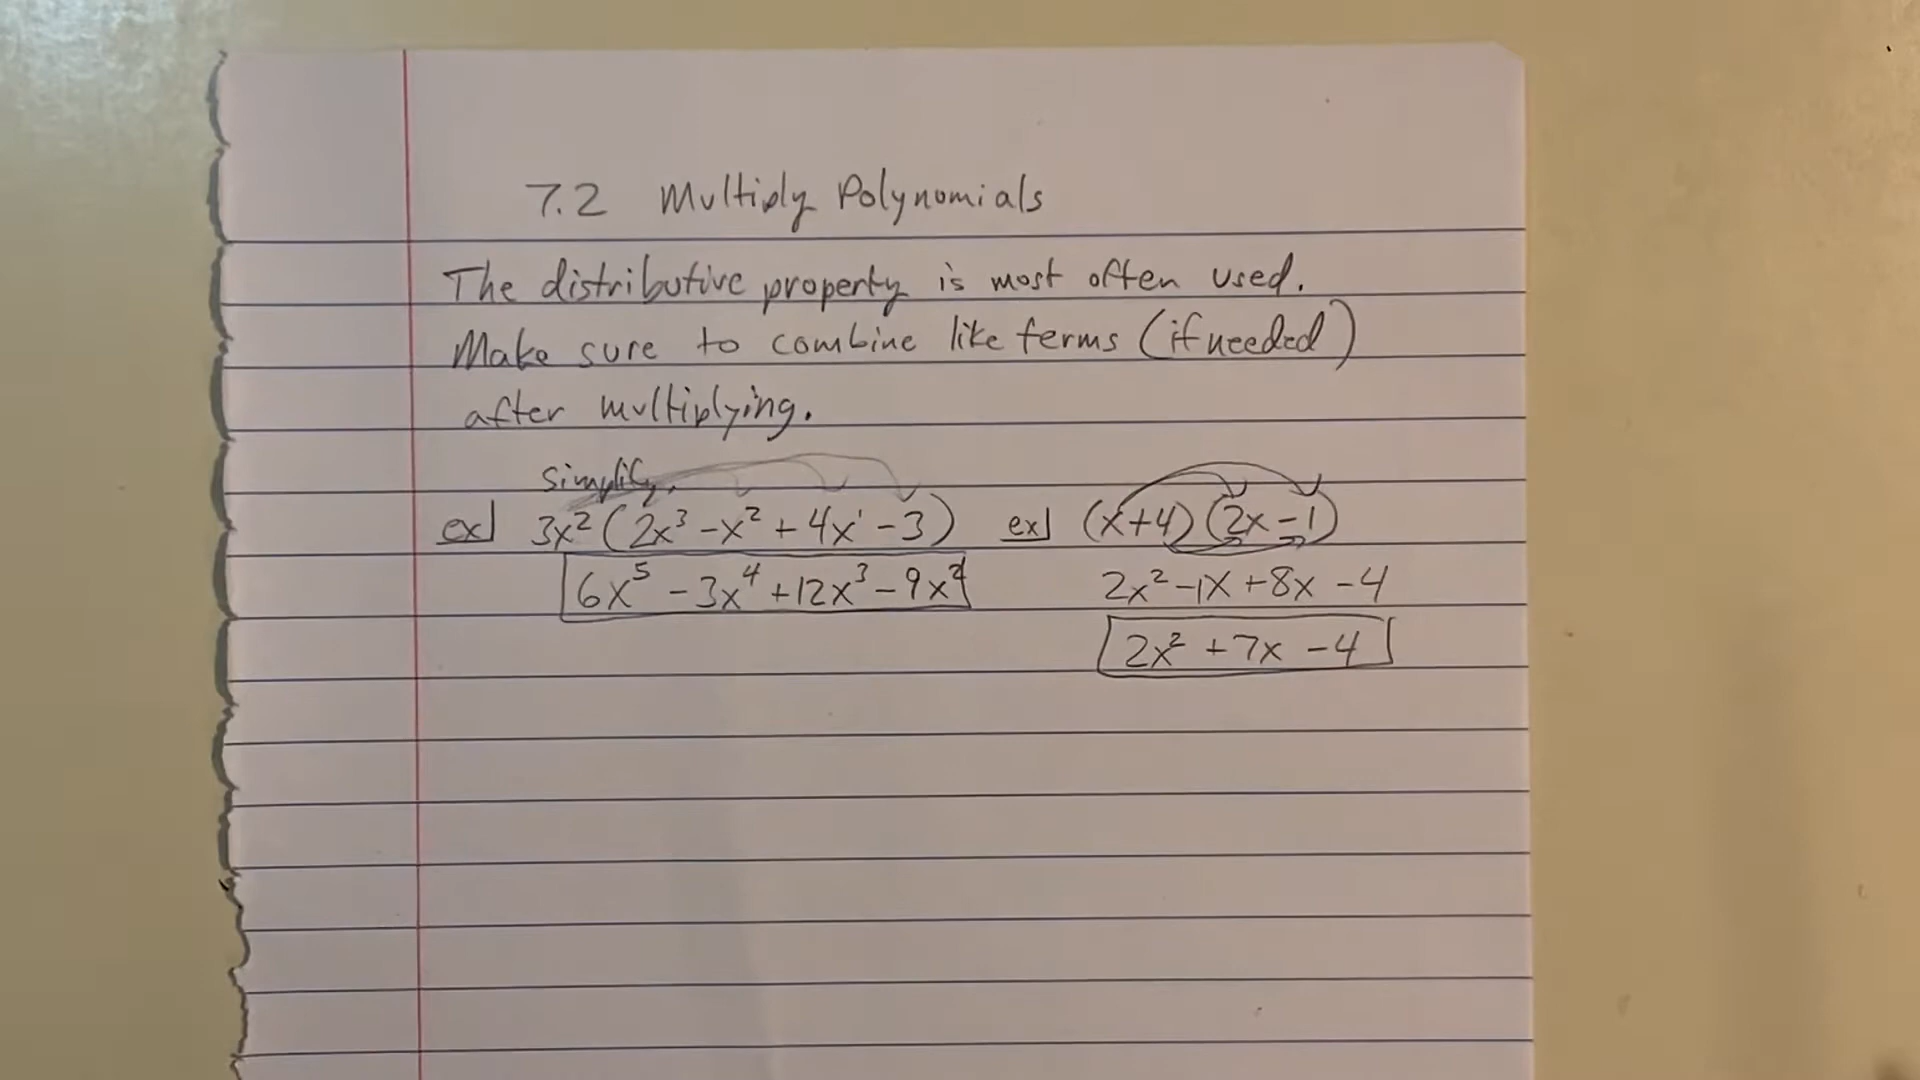 7.2 Multiply Polynomials
The distributive property is most often used.
Make sure to combine like terms (if needed)
after multiplying.
Simplify.
ex] 3x² (2x³ - x² + 4x¹ - 3) ex] (x+4)(2x-1)
6x⁵ - 3x⁴ + 12x³ - 9x² 2x² - 1x + 8x - 4
2x² + 7x - 4